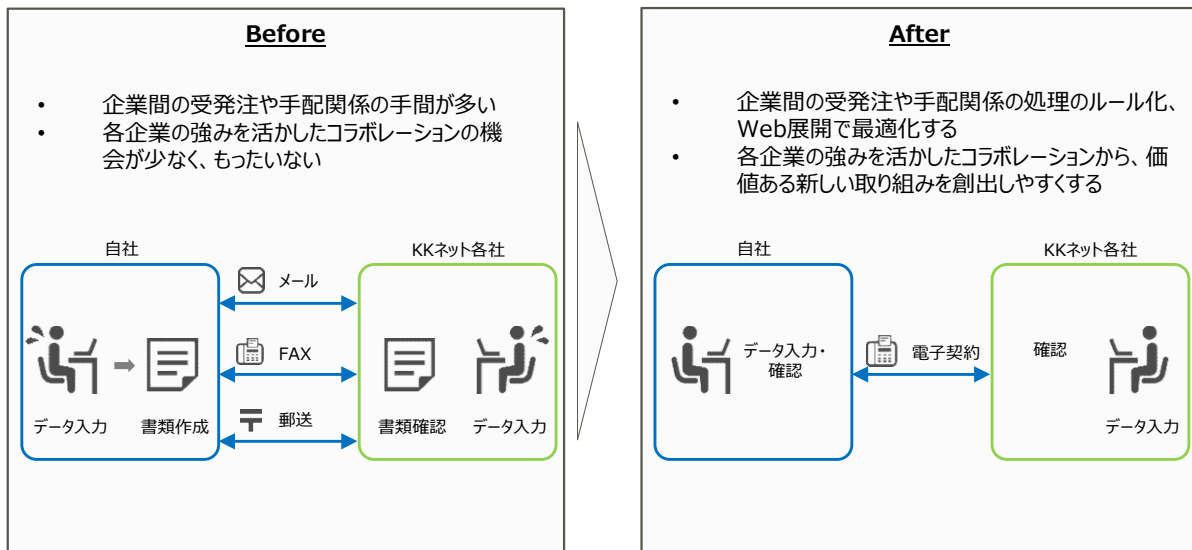 Before
• 企業間の受発注や手配関係の手間が多い
• 各企業の強みを活かしたコラボレーションの機
会が少なく、もったいない
自社
KKネット各社
メール
FAX
郵送
データ入力
書類作成
書類確認
データ入力
After
• 企業間の受発注や手配関係の処理のルール化、
Web展開で最適化する
• 各企業の強みを活かしたコラボレーションから、価
値ある新しい取り組みを創出しやすくする
自社
KKネット各社
データ入力・
確認
電子契約
確認
データ入力